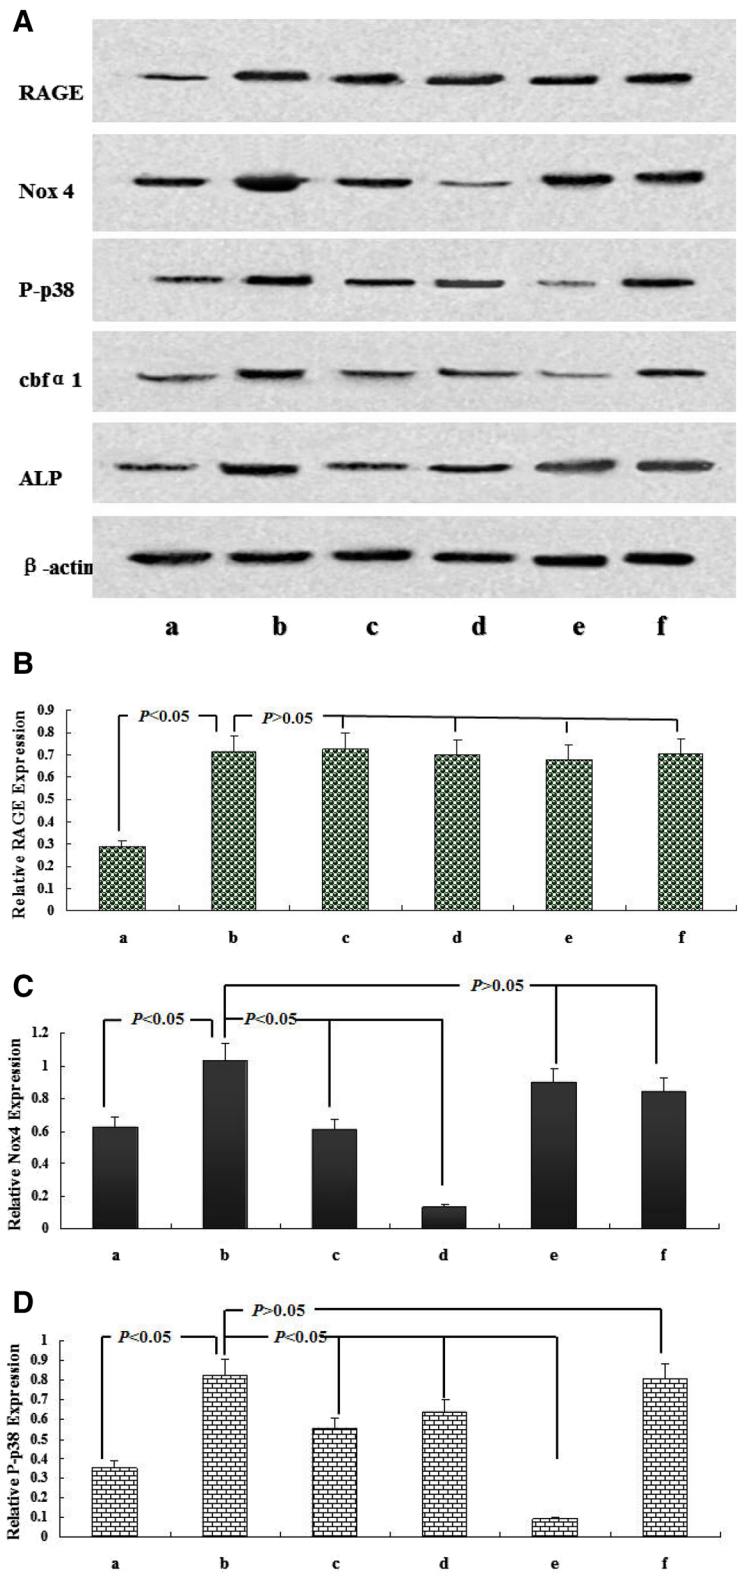 A
RAGE
Nox 4
P-p38
cbfα1
ALP
β-actin
a b c d e f
B
Relative RAGE Expression
0.9
0.8
0.7
0.6
0.5
0.4
0.3
0.2
0.1
0
P<0.05 P>0.05
a b c d e f
C
Relative Nox4 Expression
P>0.05
P<0.05 P<0.05
1.2
1
0.8
0.6
0.4
0.2
0
a b c d e f
D
Relative P-p38 Expression
P>0.05
P<0.05 P<0.05
1
0.9
0.8
0.7
0.6
0.5
0.4
0.3
0.2
0.1
0
a b c d e f